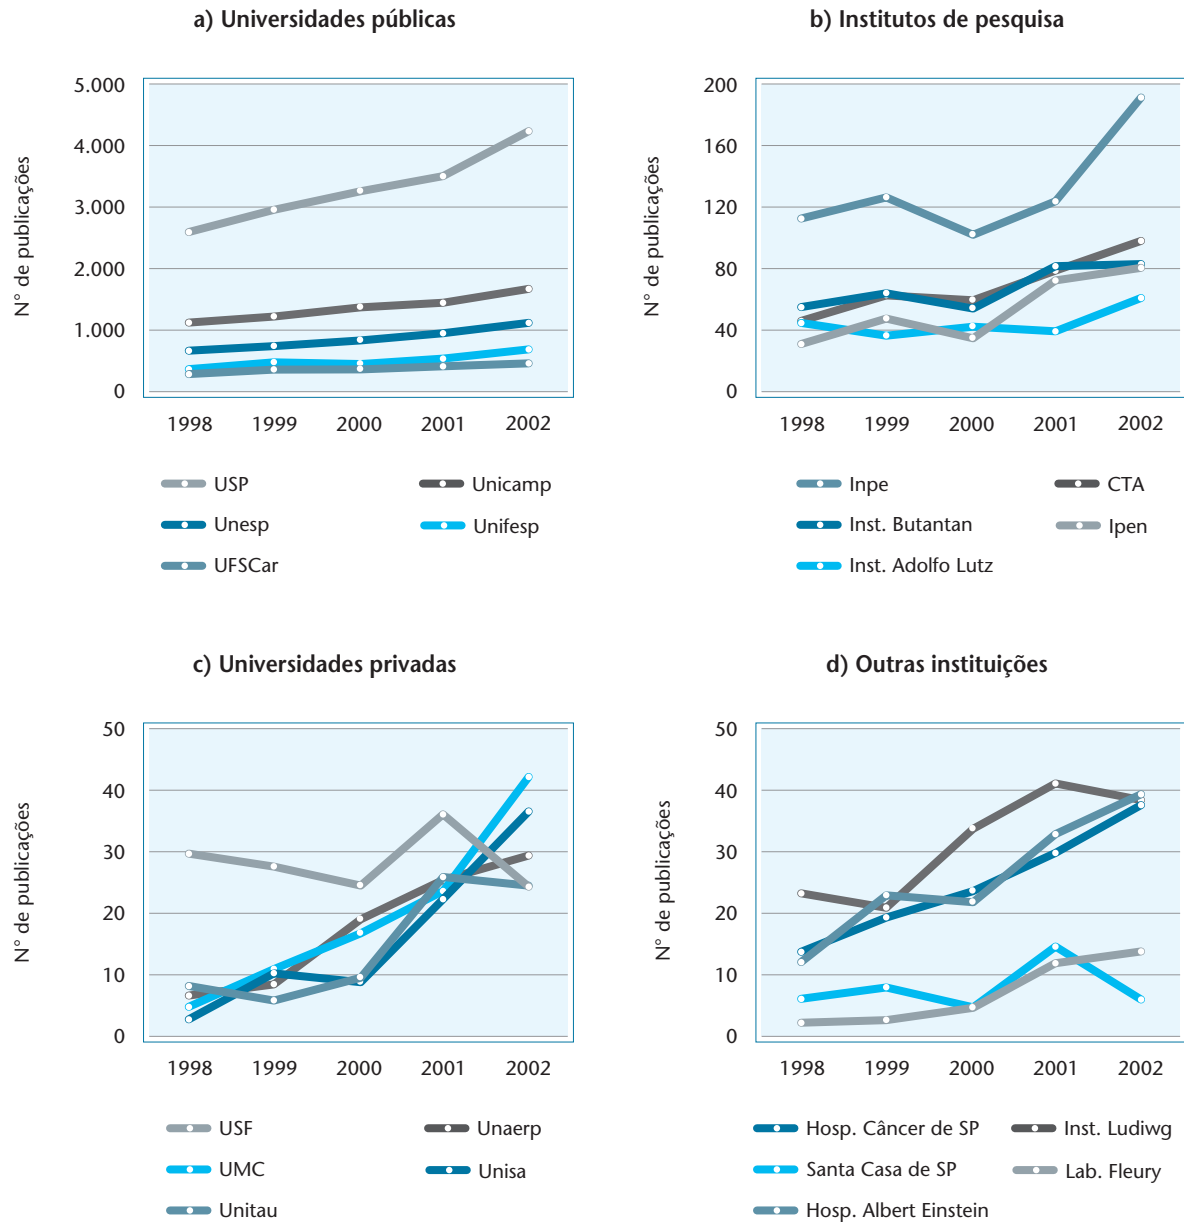 a) Universidades públicas
N° de publicações
5.000
4.000
3.000
2.000
1.000
0
1998 1999 2000 2001 2002
USP Unicamp
Unesp Unifesp
UFSCar
b) Institutos de pesquisa
N° de publicações
200
160
120
80
40
0
1998 1999 2000 2001 2002
Inpe CTA
Inst. Butantan Ipen
Inst. Adolfo Lutz
c) Universidades privadas
N° de publicações
50
40
30
20
10
0
1998 1999 2000 2001 2002
USF Unaerp
UMC Unisa
Unitau
d) Outras instituições
N° de publicações
50
40
30
20
10
0
1998 1999 2000 2001 2002
Hosp. Câncer de SP Inst. Ludiwg
Santa Casa de SP Lab. Fleury
Hosp. Albert Einstein